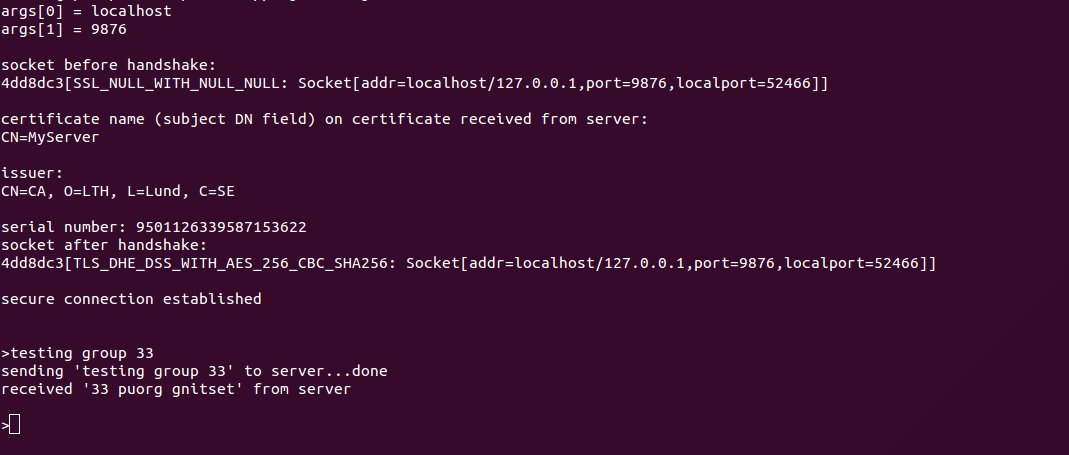 args[0] = localhost
args[1] = 9876
socket before handshake:
4dd8dc3[SSL_NULL_WITH_NULL_NULL: Socket[addr=localhost/127.0.0.1,port=9876,localport=52466]]
certificate name (subject DN field) on certificate received from server:
CN=MyServer
issuer:
CN=CA, O=LTH, L=Lund, C=SE
serial number: 9501126339587153622
socket after handshake:
4dd8dc3[TLS_DHE_DSS_WITH_AES_256_CBC_SHA256: Socket[addr=localhost/127.0.0.1,port=9876,localport=52466]]
secure connection established
>testing group 33
sending 'testing group 33' to server...done
received '33 puorg gnitset' from server
>